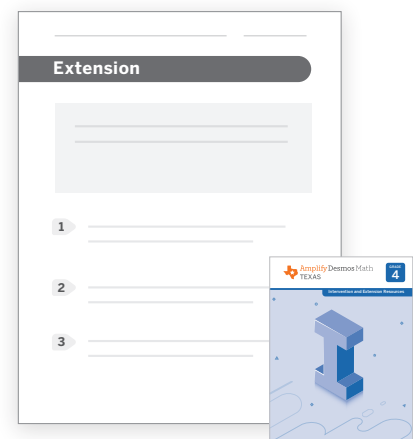 Extension
1
2
3
Amplify Desmos Math
TEXAS
GRADE
4
Intervention and Extension Resources